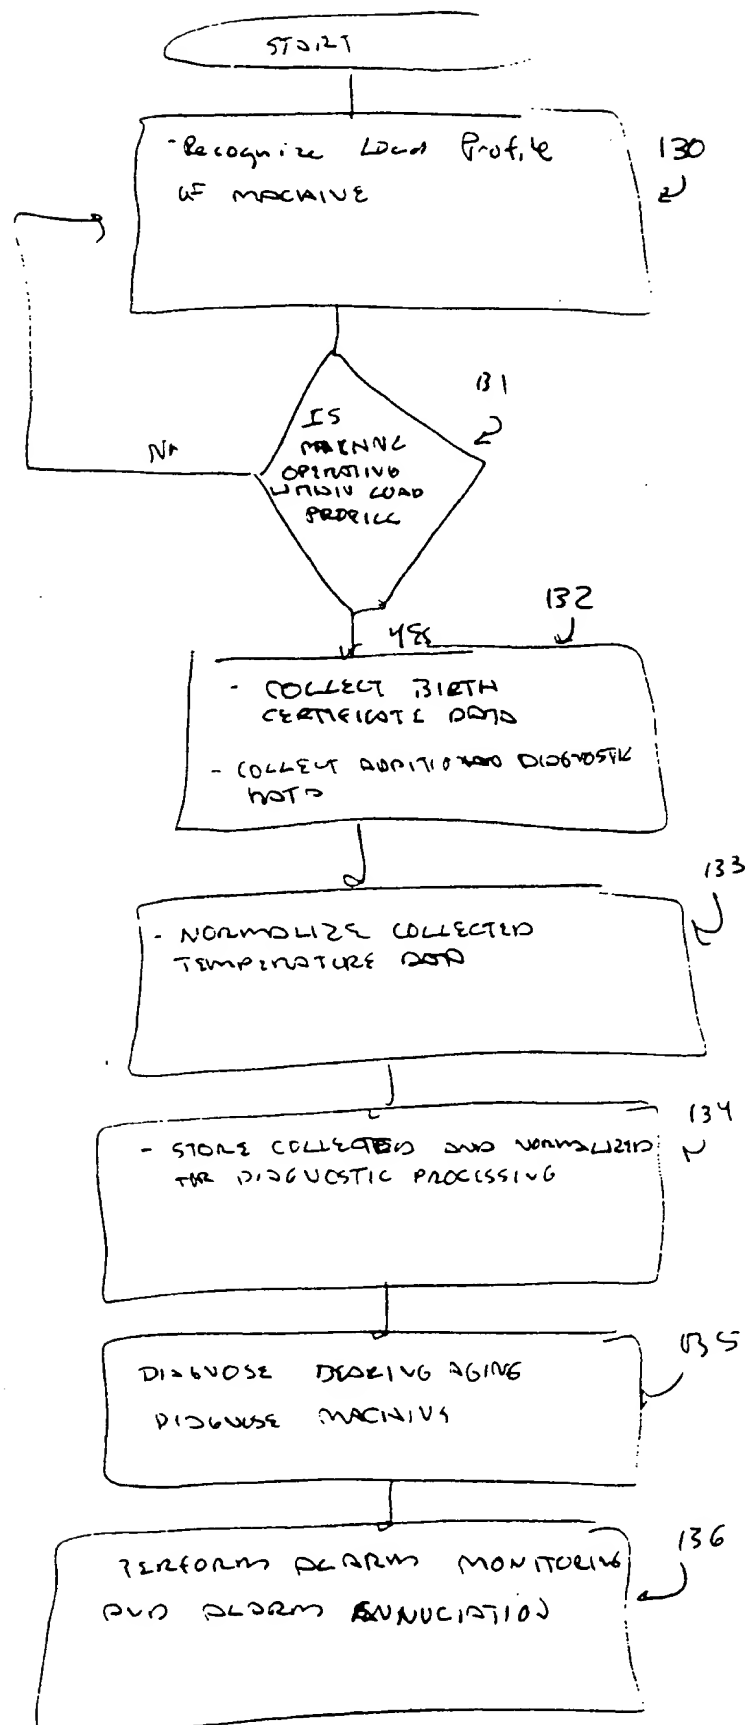 START
- Recognize Load Profile
OF MACHINE
130
131
IS
MACHINE
OPERATING
WITHIN LOAD
PROFILE
No
YES
132
- COLLECT BIRTH
CERTIFICATE DATA
- COLLECT ADDITIONAL DIAGNOSTIC
DATA
133
- NORMALIZE COLLECTED
TEMPERATURE DATA
134
- STORE COLLECTED AND NORMALIZED
FOR DIAGNOSTIC PROCESSING
135
DIAGNOSE BEARING AGING
DIAGNOSE MACHINE
136
PERFORM ALARM MONITORING
AND ALARM ANNUCIATION